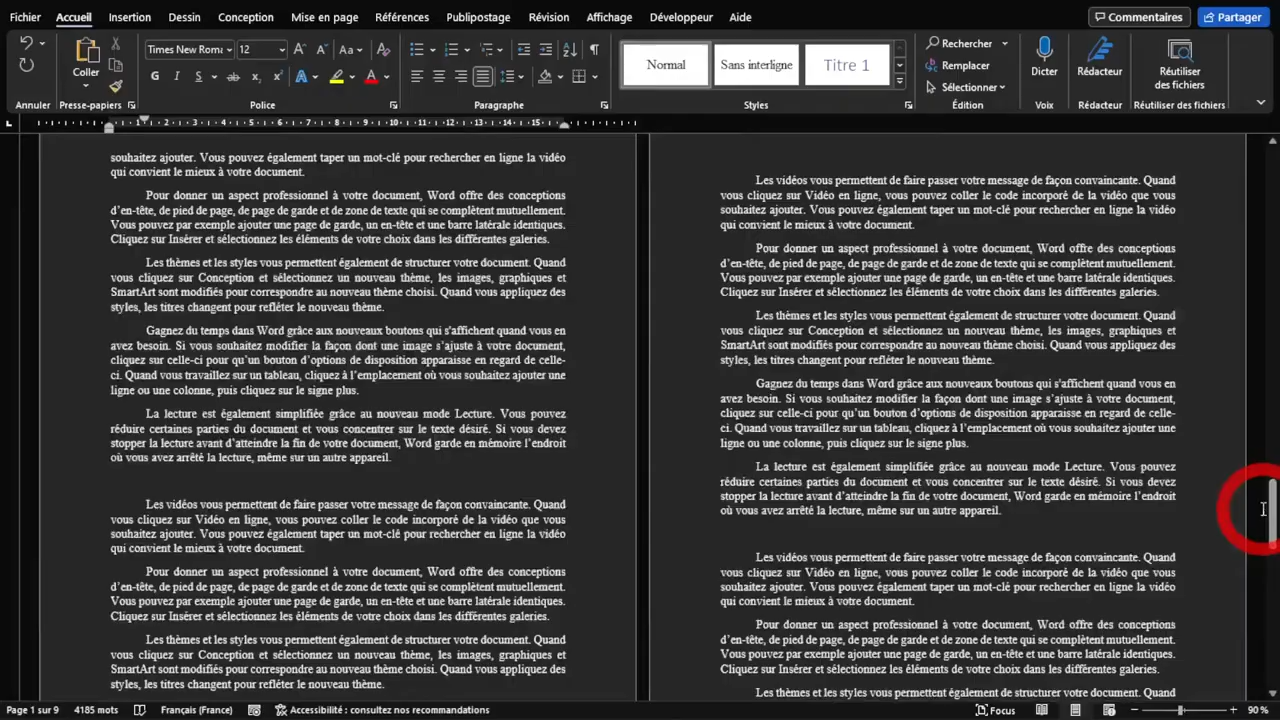 Fichier Accueil Insertion Dessin Conception Mise en page Références Publipostage Révision Affichage Développeur Aide Commentaires Partager
Times New Roma 12 Aa
Rechercher
Coller
G I S ab x₂ x² A A
Normal Sans interligne Titre 1
Remplacer
Sélectionner
Dicter Rédacteur Réutiliser des fichiers
Annuler Presse-papiers Police Paragraphe Styles Édition Voix Rédacteur Réutiliser des fichiers
1 2 3 4 5 6 7 8 9 10 11 12 13 14 15
souhaitez ajouter. Vous pouvez également taper un mot-clé pour rechercher en ligne la vidéo
qui convient le mieux à votre document.
Pour donner un aspect professionnel à votre document, Word offre des conceptions
d’en-tête, de pied de page, de page de garde et de zone de texte qui se complètent mutuellement.
Vous pouvez par exemple ajouter une page de garde, un en-tête et une barre latérale identiques.
Cliquez sur Insérer et sélectionnez les éléments de votre choix dans les différentes galeries.
Les thèmes et les styles vous permettent également de structurer votre document. Quand
vous cliquez sur Conception et sélectionnez un nouveau thème, les images, graphiques et
SmartArt sont modifiés pour correspondre au nouveau thème choisi. Quand vous appliquez des
styles, les titres changent pour refléter le nouveau thème.
Gagnez du temps dans Word grâce aux nouveaux boutons qui s'affichent quand vous en
avez besoin. Si vous souhaitez modifier la façon dont une image s’ajuste à votre document,
cliquez sur celle-ci pour qu’un bouton d’options de disposition apparaisse en regard de celle-
ci. Quand vous travaillez sur un tableau, cliquez à l’emplacement où vous souhaitez ajouter une
ligne ou une colonne, puis cliquez sur le signe plus.
La lecture est également simplifiée grâce au nouveau mode Lecture. Vous pouvez
réduire certaines parties du document et vous concentrer sur le texte désiré. Si vous devez
stopper la lecture avant d’atteindre la fin de votre document, Word garde en mémoire l’endroit
où vous avez arrêté la lecture, même sur un autre appareil.
Les vidéos vous permettent de faire passer votre message de façon convaincante. Quand
vous cliquez sur Vidéo en ligne, vous pouvez coller le code incorporé de la vidéo que vous
souhaitez ajouter. Vous pouvez également taper un mot-clé pour rechercher en ligne la vidéo
qui convient le mieux à votre document.
Pour donner un aspect professionnel à votre document, Word offre des conceptions
d’en-tête, de pied de page, de page de garde et de zone de texte qui se complètent mutuellement.
Vous pouvez par exemple ajouter une page de garde, un en-tête et une barre latérale identiques.
Cliquez sur Insérer et sélectionnez les éléments de votre choix dans les différentes galeries.
Les thèmes et les styles vous permettent également de structurer votre document. Quand
vous cliquez sur Conception et sélectionnez un nouveau thème, les images, graphiques et
SmartArt sont modifiés pour correspondre au nouveau thème choisi. Quand vous appliquez des
styles, les titres changent pour refléter le nouveau thème.
Les vidéos vous permettent de faire passer votre message de façon convaincante. Quand
vous cliquez sur Vidéo en ligne, vous pouvez coller le code incorporé de la vidéo que vous
souhaitez ajouter. Vous pouvez également taper un mot-clé pour rechercher en ligne la vidéo
qui convient le mieux à votre document.
Pour donner un aspect professionnel à votre document, Word offre des conceptions
d’en-tête, de pied de page, de page de garde et de zone de texte qui se complètent mutuellement.
Vous pouvez par exemple ajouter une page de garde, un en-tête et une barre latérale identiques.
Cliquez sur Insérer et sélectionnez les éléments de votre choix dans les différentes galeries.
Les thèmes et les styles vous permettent également de structurer votre document. Quand
vous cliquez sur Conception et sélectionnez un nouveau thème, les images, graphiques et
SmartArt sont modifiés pour correspondre au nouveau thème choisi. Quand vous appliquez des
styles, les titres changent pour refléter le nouveau thème.
Gagnez du temps dans Word grâce aux nouveaux boutons qui s'affichent quand vous en
avez besoin. Si vous souhaitez modifier la façon dont une image s’ajuste à votre document,
cliquez sur celle-ci pour qu’un bouton d’options de disposition apparaisse en regard de celle-
ci. Quand vous travaillez sur un tableau, cliquez à l’emplacement où vous souhaitez ajouter une
ligne ou une colonne, puis cliquez sur le signe plus.
La lecture est également simplifiée grâce au nouveau mode Lecture. Vous pouvez
réduire certaines parties du document et vous concentrer sur le texte désiré. Si vous devez
stopper la lecture avant d’atteindre la fin de votre document, Word garde en mémoire l’endroit
où vous avez arrêté la lecture, même sur un autre appareil.
Les vidéos vous permettent de faire passer votre message de façon convaincante. Quand
vous cliquez sur Vidéo en ligne, vous pouvez coller le code incorporé de la vidéo que vous
souhaitez ajouter. Vous pouvez également taper un mot-clé pour rechercher en ligne la vidéo
qui convient le mieux à votre document.
Pour donner un aspect professionnel à votre document, Word offre des conceptions
d’en-tête, de pied de page, de page de garde et de zone de texte qui se complètent mutuellement.
Vous pouvez par exemple ajouter une page de garde, un en-tête et une barre latérale identiques.
Cliquez sur Insérer et sélectionnez les éléments de votre choix dans les différentes galeries.
Les thèmes et les styles vous permettent également de structurer votre document. Quand
Page 1 sur 9 4185 mots Français (France) Accessibilité : consultez nos recommandations Focus 90 %